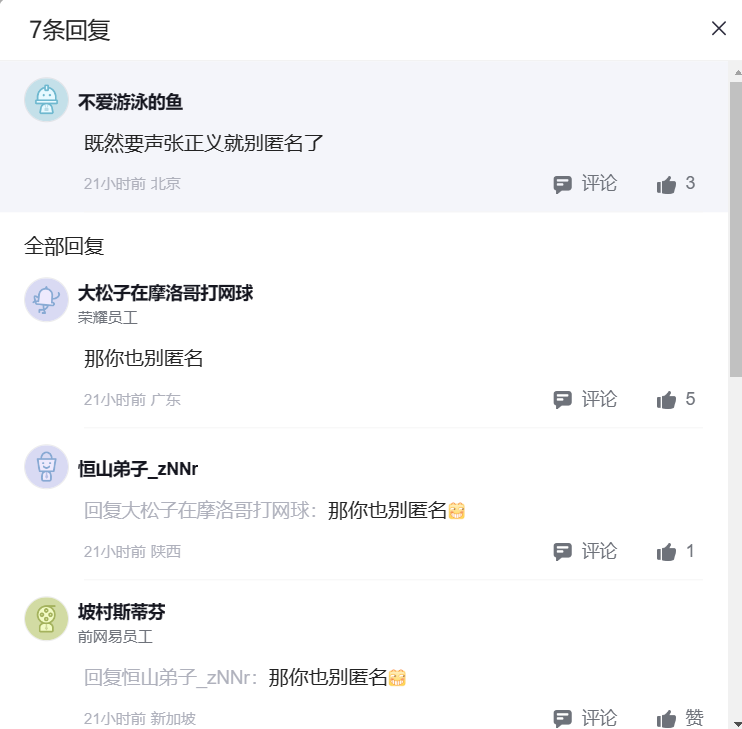 7条回复
不爱游泳的鱼
既然要声张正义就别匿名了
21小时前 北京
评论 3
全部回复
大松子在摩洛哥打网球
荣耀员工
那你也别匿名
21小时前 广东
评论 5
恒山弟子_zNNr
回复大松子在摩洛哥打网球：那你也别匿名
21小时前 陕西
评论 1
坡村斯蒂芬
前网易员工
回复恒山弟子_zNNr：那你也别匿名
21小时前 新加坡
评论 赞